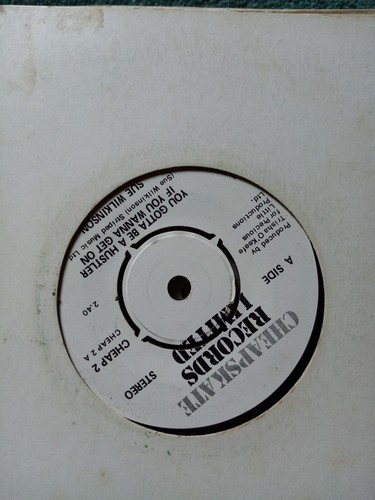 CHEAPSKATE
RECORDS
LIMITED
STEREO
A SIDE
CHEAP 2
CHEAP 2 A
2.40
Produced by
Trisha O'Keefe
for Precious
Little
Productions
Ltd.
YOU GOTTA BE A HUSTLER
IF YOU WANNA GET ON
(Sue Wilkinson) Striped Music Ltd
SUE WILKINSON